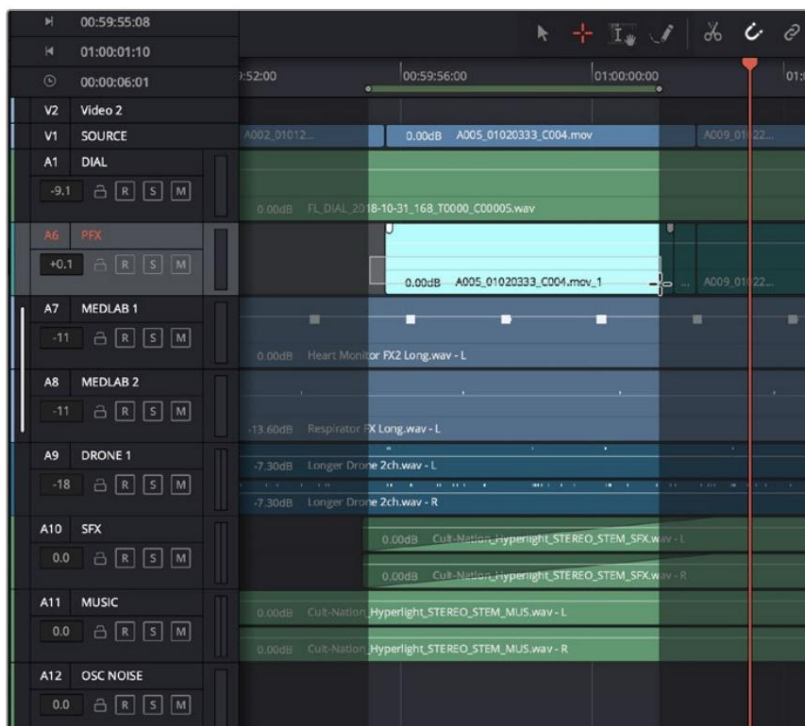 00:59:55:08
01:00:01:10
00:00:06:01
9:52:00
00:59:56:00
01:00:00:00
01:
V2 Video 2
V1 SOURCE
A002_01012...
0.00dB A005_01020333_C004.mov
A009_01022...
A1 DIAL
-9.1 R S M
0.00dB FL_DIAL_2018-10-31_168_T0000_C00005.wav
A6 PFX
+0.1 R S M
0.00dB A005_01020333_C004.mov_1
...
A009_01022...
A7 MEDLAB 1
-11 R S M
0.00dB Heart Monitor FX2 Long.wav - L
A8 MEDLAB 2
-11 R S M
-13.60dB Respirator FX Long.wav - L
A9 DRONE 1
-7.30dB Longer Drone 2ch.wav - L
-18 R S M
-7.30dB Longer Drone 2ch.wav - R
A10 SFX
0.00dB Cult-Nation_Hyperlight_STEREO_STEM_SFX.wav - L
0.0 R S M
0.00dB Cult-Nation_Hyperlight_STEREO_STEM_SFX.wav - R
A11 MUSIC
0.00dB Cult-Nation_Hyperlight_STEREO_STEM_MUS.wav - L
0.0 R S M
0.00dB Cult-Nation_Hyperlight_STEREO_STEM_MUS.wav - R
A12 OSC NOISE
0.0 R S M